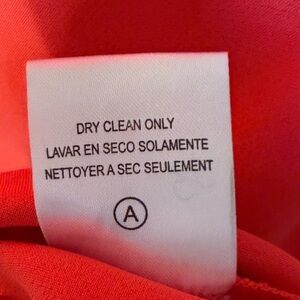 DRY CLEAN ONLY
LAVAR EN SECO SOLAMENTE
NETTOYER A SEC SEULEMENT
A